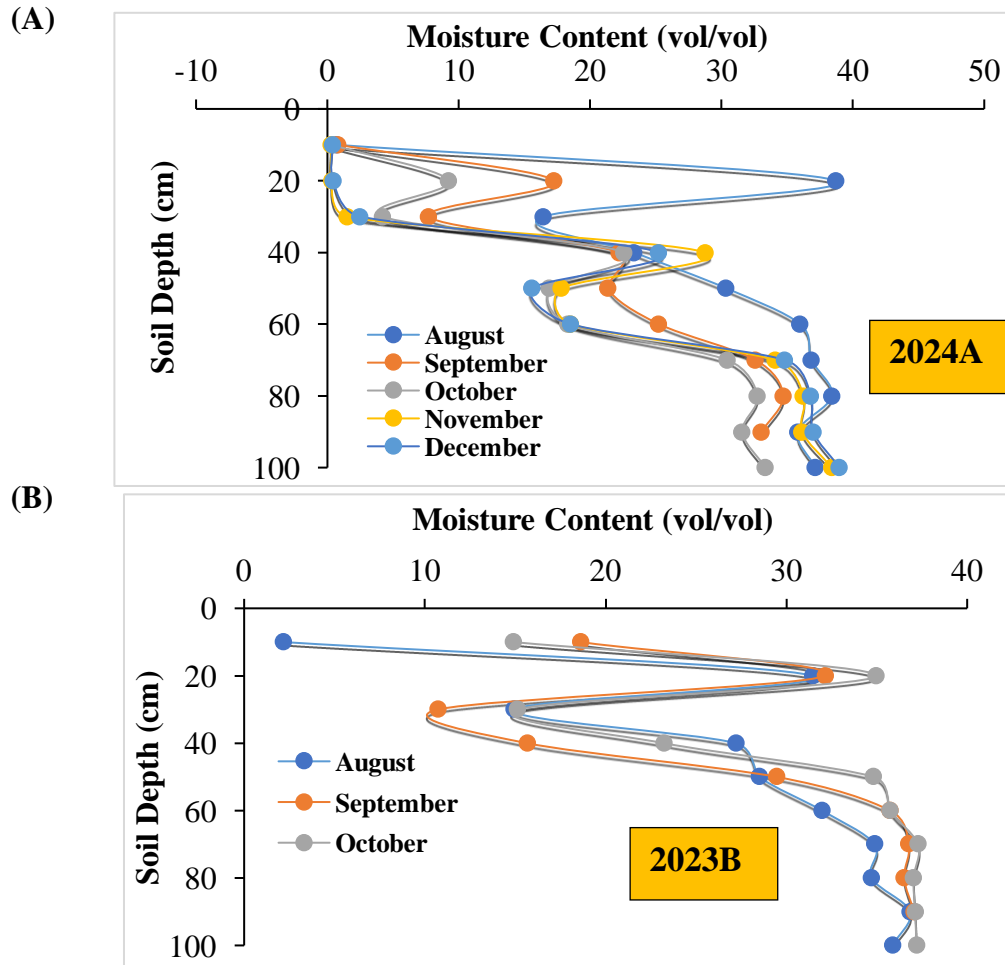 (A)
Moisture Content (vol/vol)
-10 0 10 20 30 40 50
0
20
40
60
80
100
Soil Depth (cm)
August
September
October
November
December
2024A
(B)
Moisture Content (vol/vol)
0 10 20 30 40
0
20
40
60
80
100
Soil Depth (cm)
August
September
October
2023B